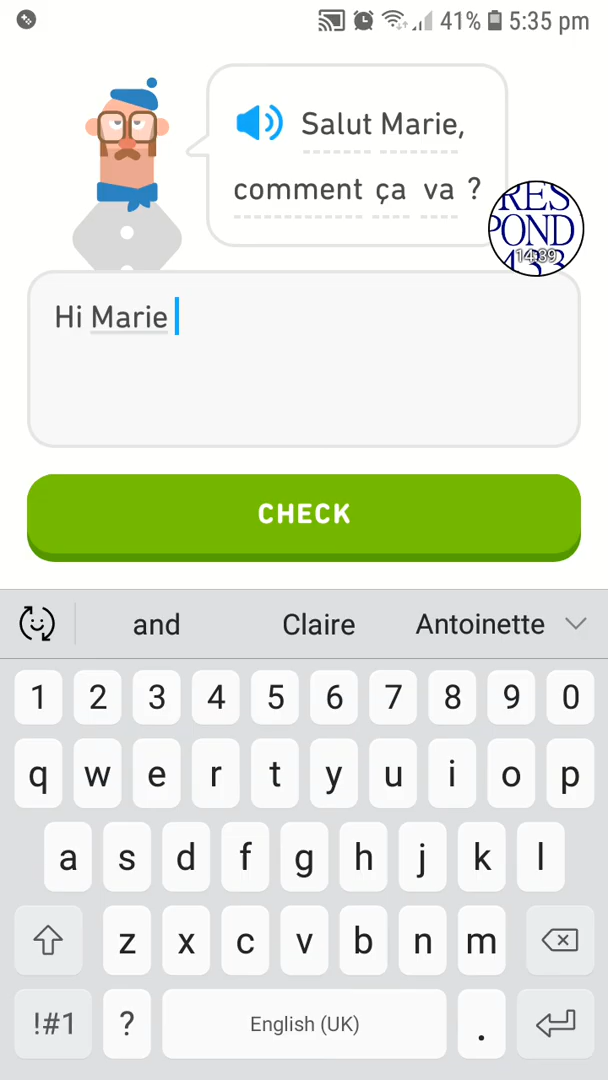 41% 5:35 pm
Salut Marie,
comment ça va ?
RES
POND
14:39
Hi Marie
CHECK
and Claire Antoinette
1 2 3 4 5 6 7 8 9 0
q w e r t y u i o p
a s d f g h j k l
z x c v b n m
!#1 ? English (UK) .